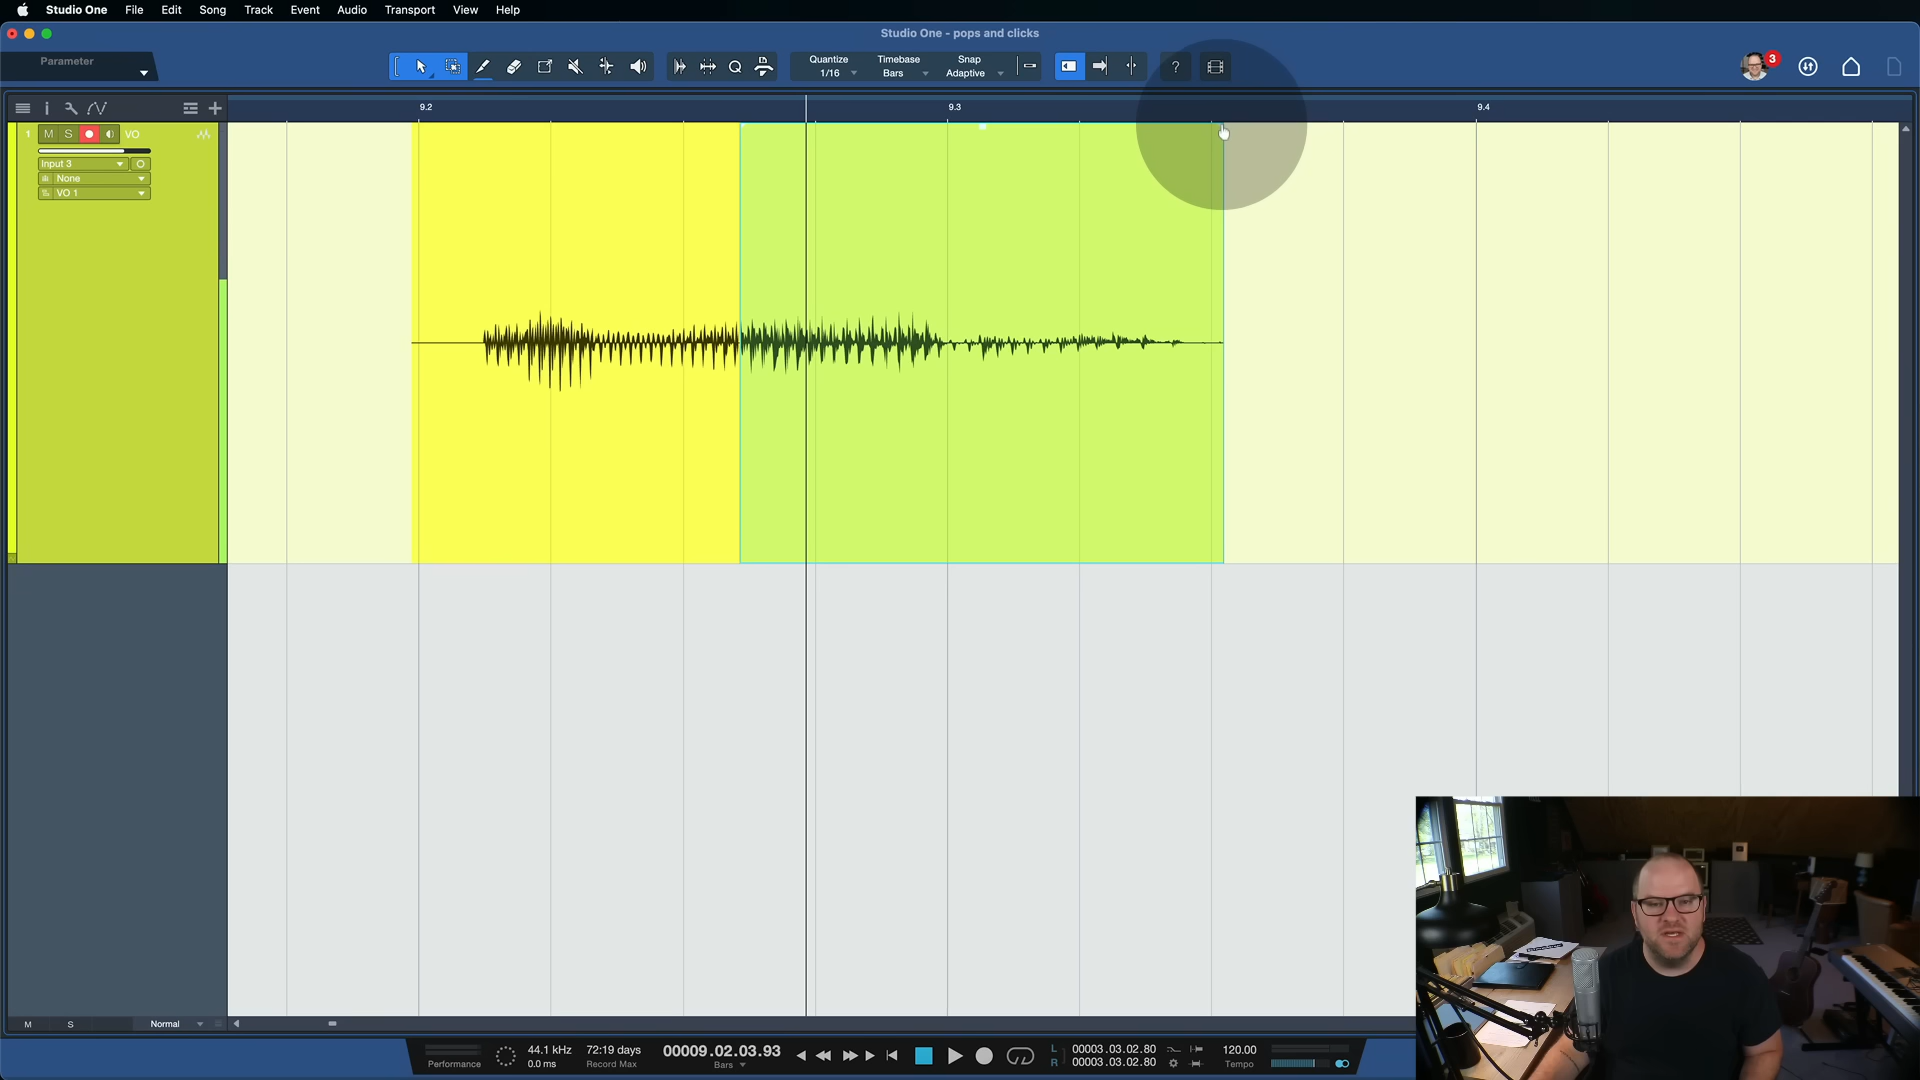 Studio One File Edit Song Track Event Audio Transport View Help
Studio One - pops and clicks
Parameter
Quantize
1/16
Timebase
Bars
Snap
Adaptive
?
3
9.2 9.3 9.4
1 M S VO
Input 3
None
VO 1
M S Normal
Performance
44.1 kHz
0.0 ms
72:19 days
Record Max
00009.02.03.93
Bars
L 00003.03.02.80
R 00003.03.02.80
120.00
Tempo